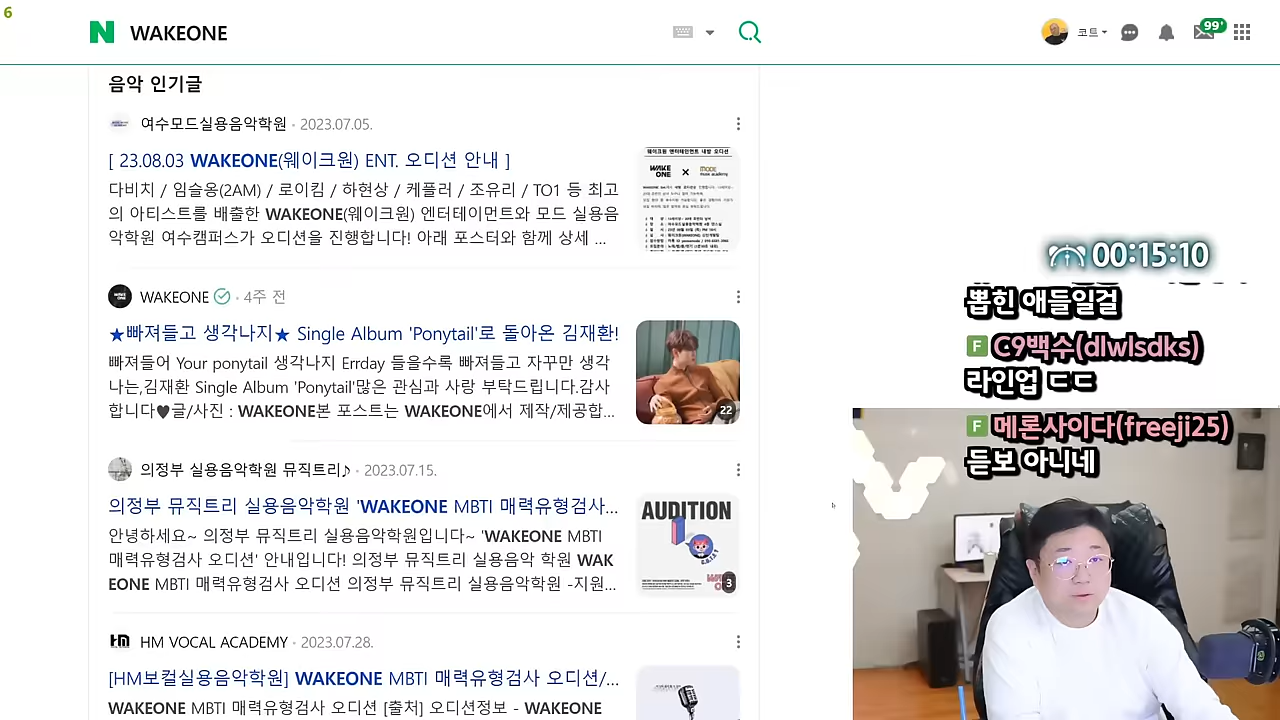 6
N WAKEONE
코트
99+
음악 인기글
여수모드실용음악학원 · 2023.07.05.
[ 23.08.03 WAKEONE(웨이크원) ENT. 오디션 안내 ]
다비치 / 임슬옹(2AM) / 로이킴 / 하현상 / 케플러 / 조유리 / TO1 등 최고
의 아티스트를 배출한 WAKEONE(웨이크원) 엔터테이먼트와 모드 실용음
악학원 여수캠퍼스가 오디션을 진행합니다! 아래 포스터와 함께 상세 ...
웨이크원 엔터테인먼트 내방 오디션
WAKE
ONE
×
MODE
music academy
WAKEONE · 4주 전
★빠져들고 생각나지★ Single Album 'Ponytail'로 돌아온 김재환!
빠져들어 Your ponytail 생각나지 Erryday 들을수록 빠져들고 자꾸만 생각
나는,김재환 Single Album 'Ponytail'많은 관심과 사랑 부탁드립니다.감사
합니다♥글/사진 : WAKEONE본 포스트는 WAKEONE에서 제작/제공합...
22
의정부 실용음악학원 뮤직트리♪ · 2023.07.15.
의정부 뮤직트리 실용음악학원 'WAKEONE MBTI 매력유형검사...
안녕하세요~ 의정부 뮤직트리 실용음악학원입니다~ 'WAKEONE MBTI
매력유형검사 오디션' 안내입니다! 의정부 뮤직트리 실용음악 학원 WAK
EONE MBTI 매력유형검사 오디션 의정부 뮤직트리 실용음악학원 -지원...
AUDITION
3
HM VOCAL ACADEMY · 2023.07.28.
[HM보컬실용음악학원] WAKEONE MBTI 매력유형검사 오디션/...
WAKEONE MBTI 매력유형검사 오디션 [출처] 오디션정보 - WAKEONE
00:15:10
뽑힌 애들일걸
F C9백수(dlwlsdks)
라인업 ㄷㄷ
F 메론사이다(freeji25)
듣보 아니네